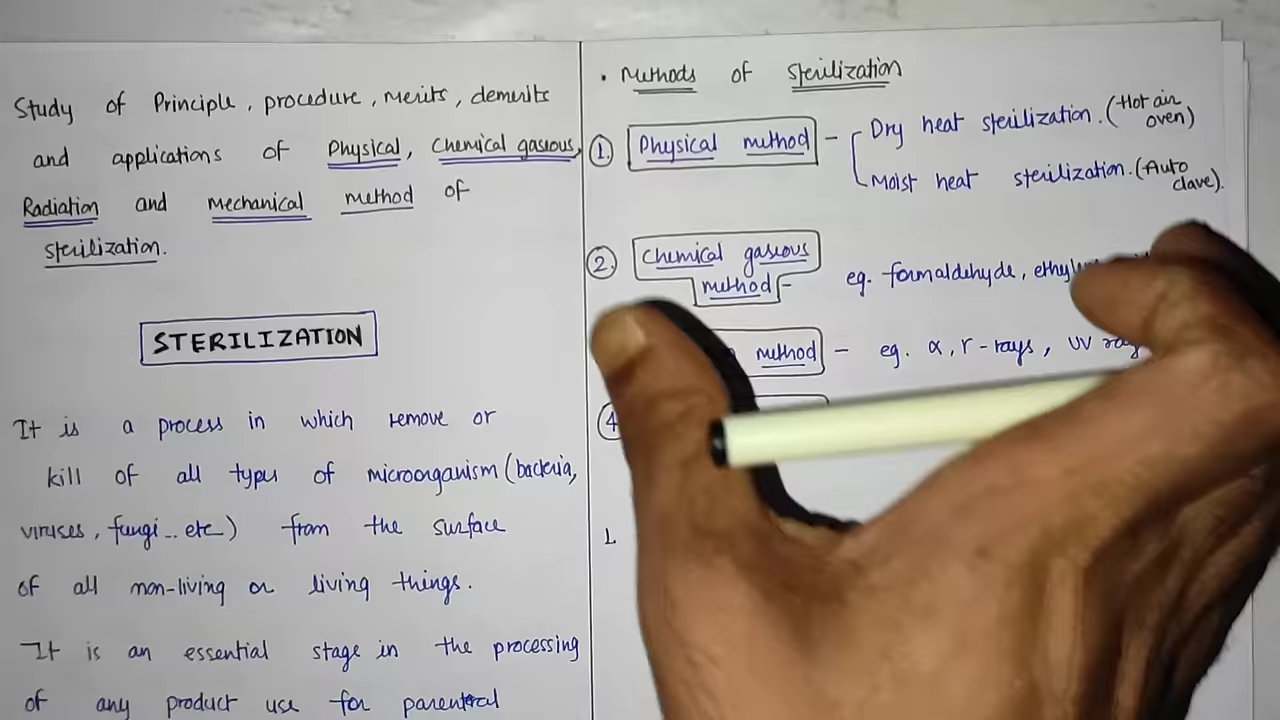 Study of Principle, procedure, merits, demerits
and applications of Physical, Chemical gaseous,
Radiation and Mechanical method of
sterilization.
STERILIZATION
It is a process in which remove or
kill of all types of microorganism (bacteria,
viruses, fungi... etc) from the surface
of all non-living or living things.
It is an essential stage in the processing
of any product use for parentral
• Methods of sterilization
1. Physical method - Dry heat sterilization. (Hot air oven)
Moist heat sterilization. (Auto clave).
2. Chemical gaseous
method - eg. formaldehyde,
method - eg. α, r-rays, UV
4